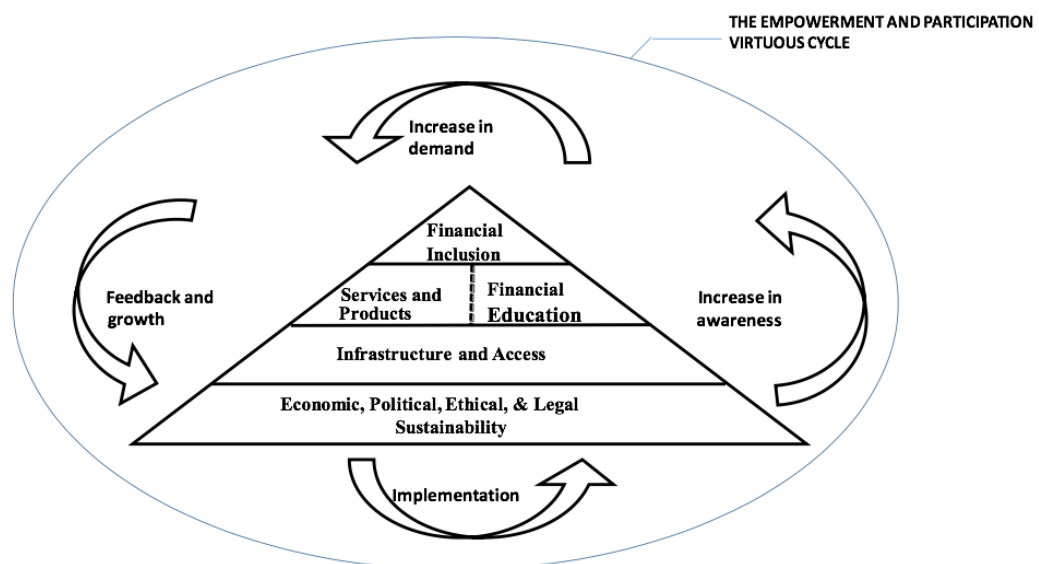 THE EMPOWERMENT AND PARTICIPATION
VIRTUOUS CYCLE
Increase in
demand
Financial
Inclusion
Services and
Products
Financial
Education
Feedback and
growth
Increase in
awareness
Infrastructure and Access
Economic, Political, Ethical, & Legal
Sustainability
Implementation